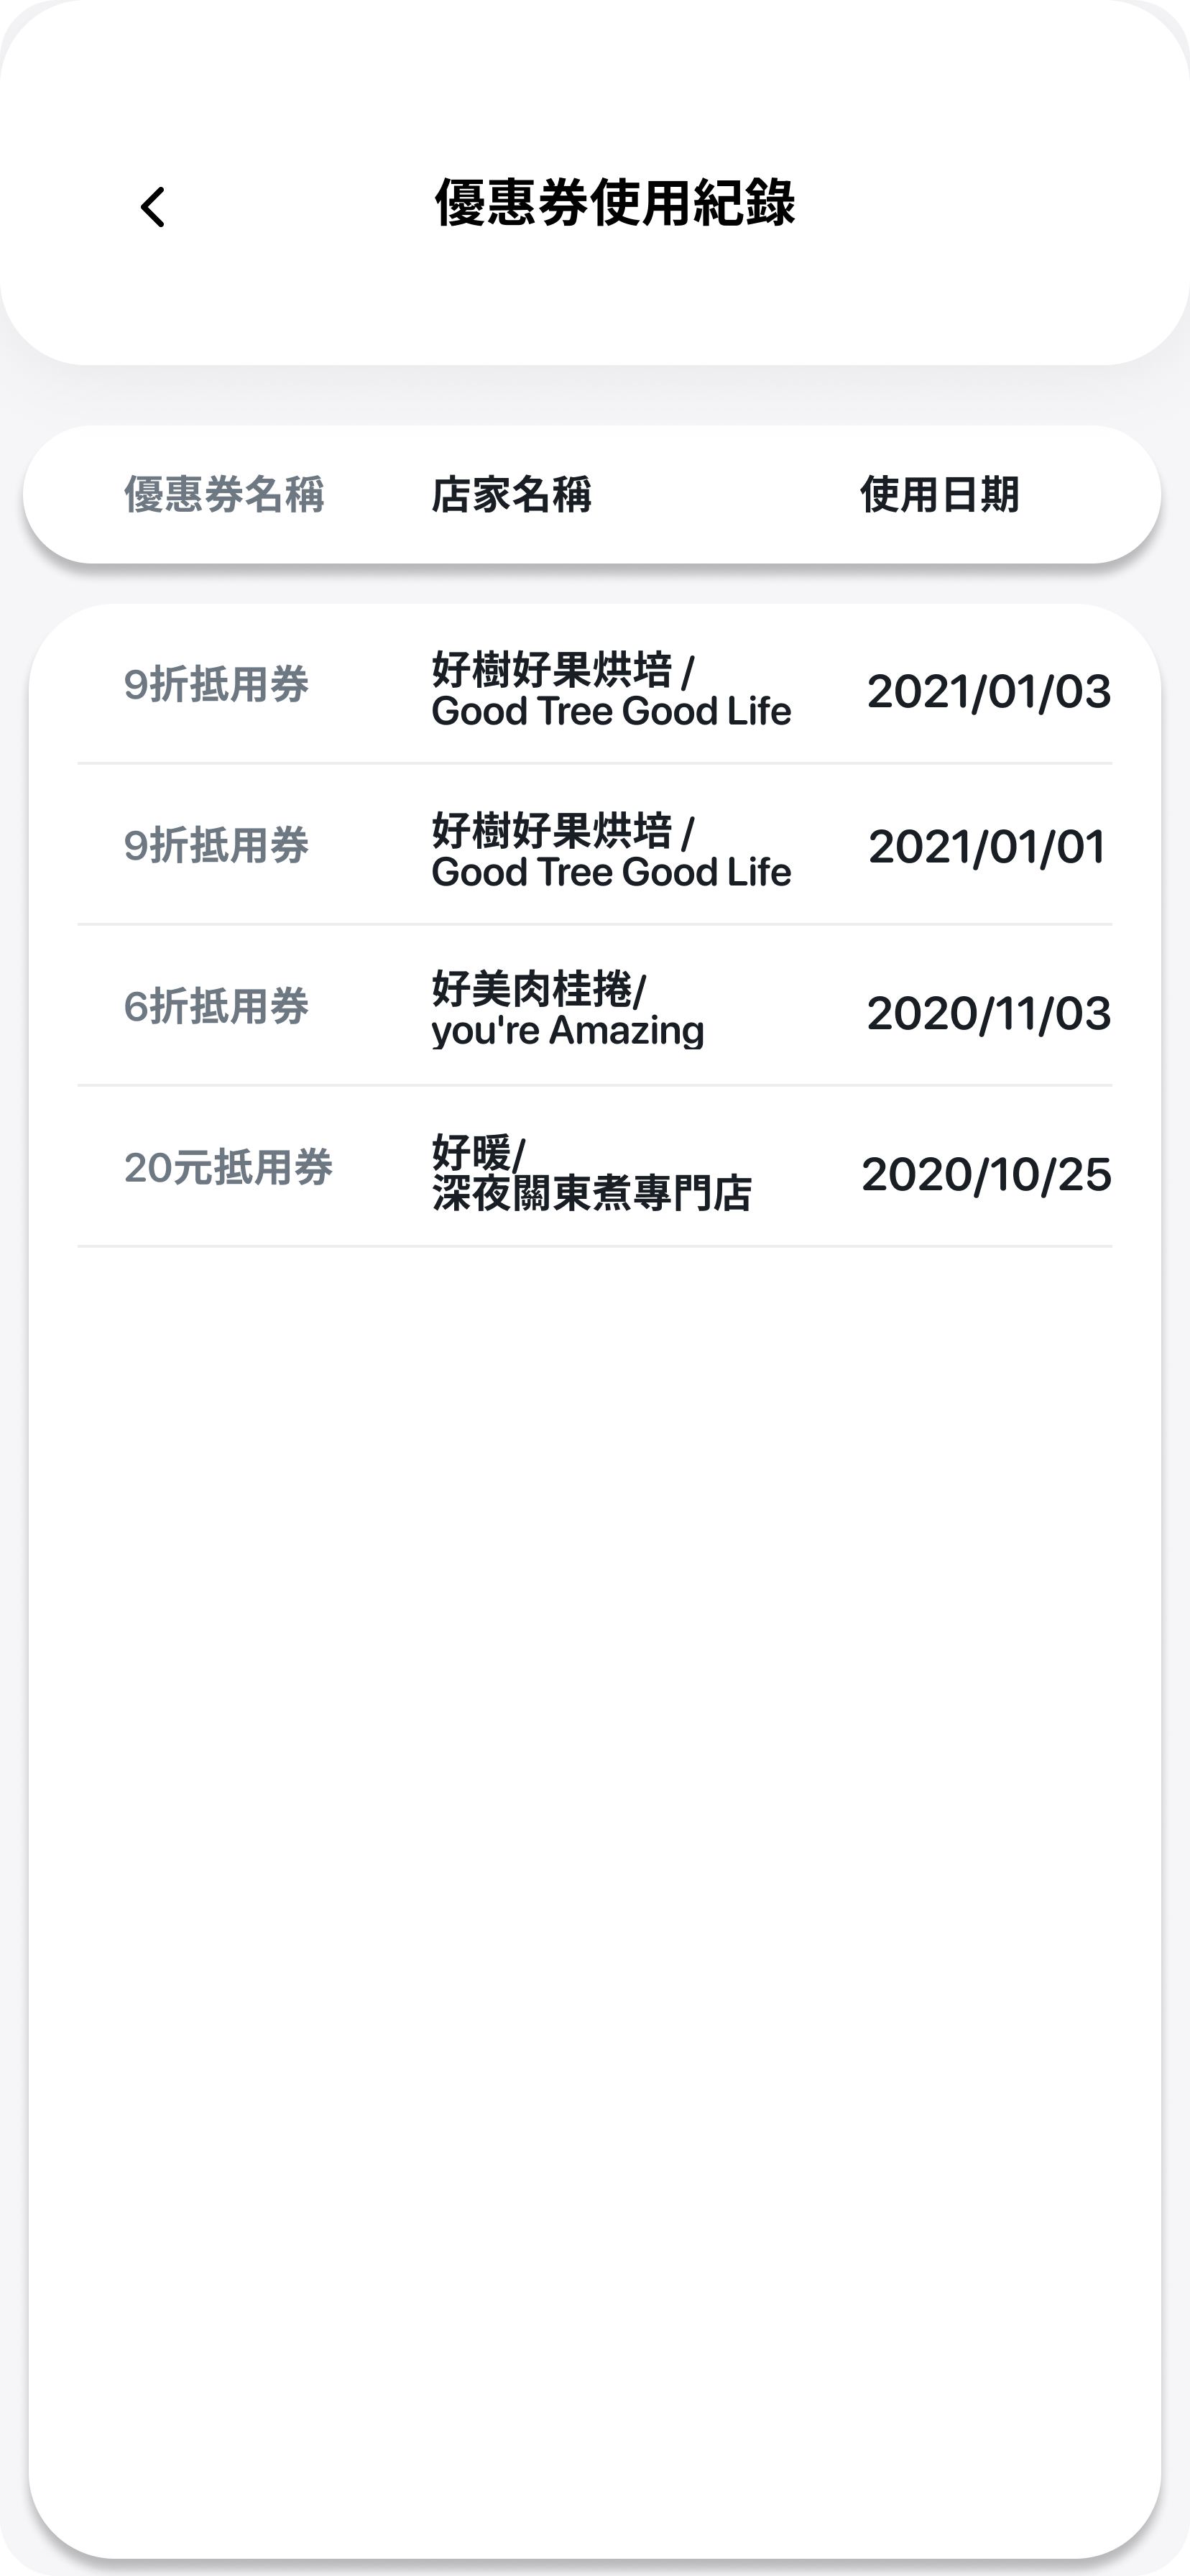 優惠券使用紀錄
優惠券名稱 店家名稱 使用日期
9折抵用券 好樹好果烘培 / 2021/01/03
Good Tree Good Life
9折抵用券 好樹好果烘培 / 2021/01/01
Good Tree Good Life
6折抵用券 好美肉桂捲/ 2020/11/03
you're Amazing
20元抵用券 好暖/ 2020/10/25
深夜關東煮專門店